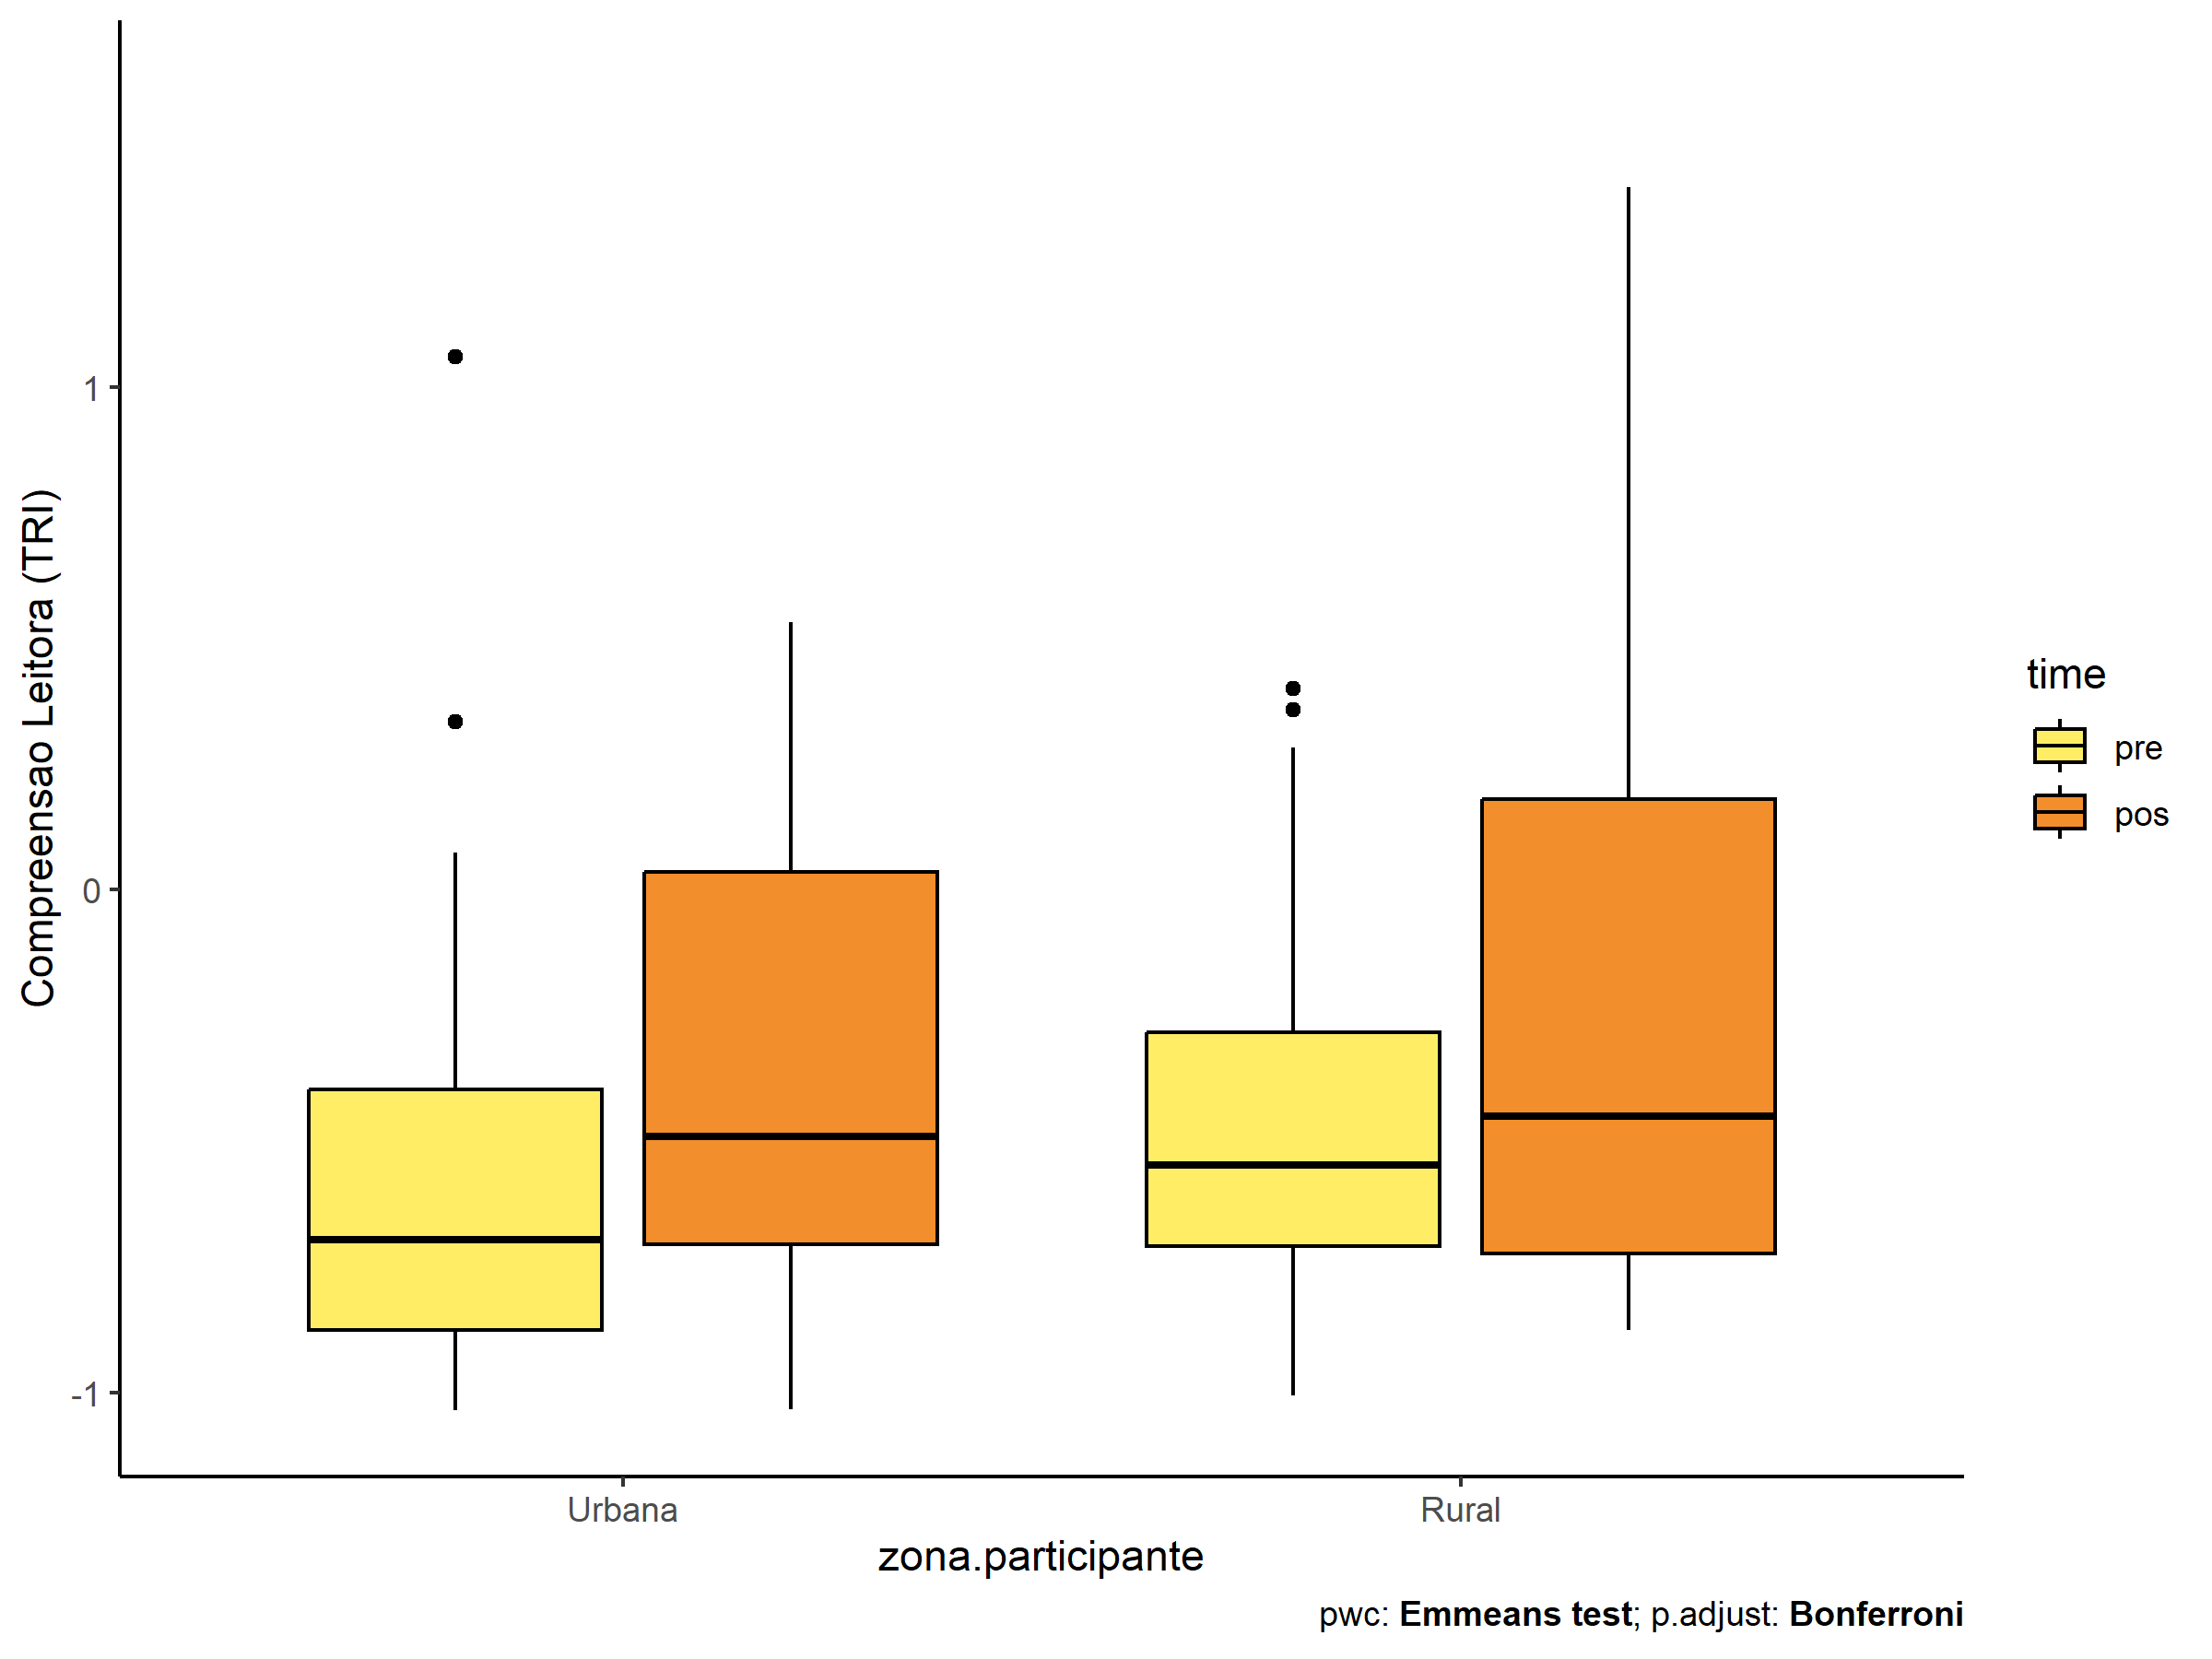 Compreensao Leitora (TRI)
1
0
-1
Urbana
Rural
zona.participante
time
pre
pos
pwc: Emmeans test; p.adjust: Bonferroni